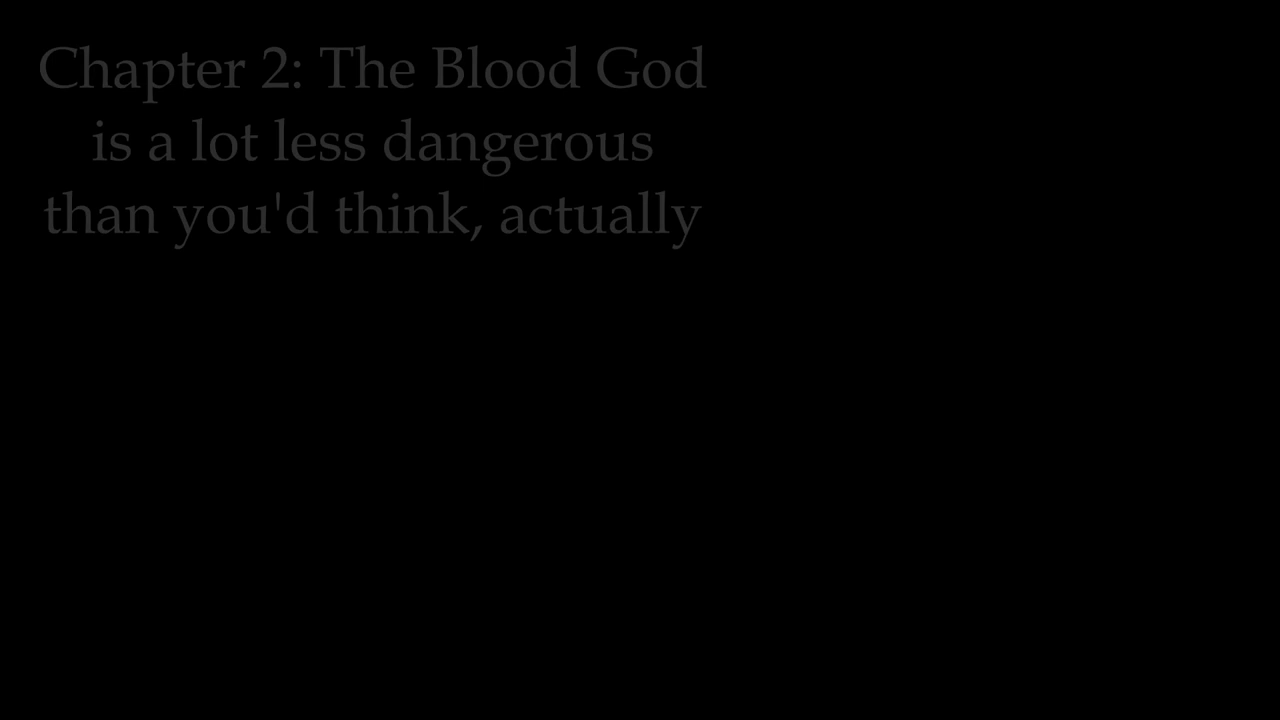 Chapter 2: The Blood God
is a lot less dangerous
than you'd think, actually